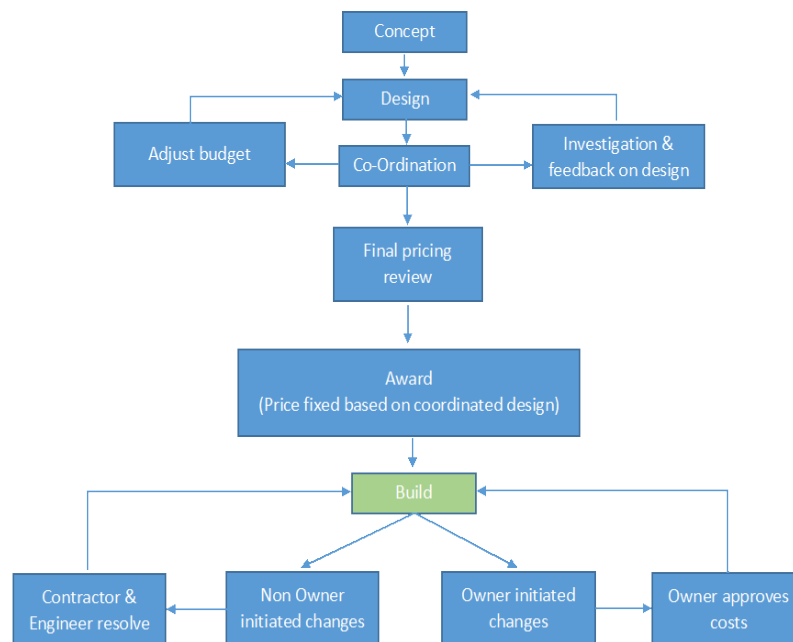 Concept
Design
Adjust budget
Co-Ordination
Investigation &
feedback on design
Final pricing
review
Award
(Price fixed based on coordinated design)
Build
Contractor &
Engineer resolve
Non Owner
initiated changes
Owner initiated
changes
Owner approves
costs